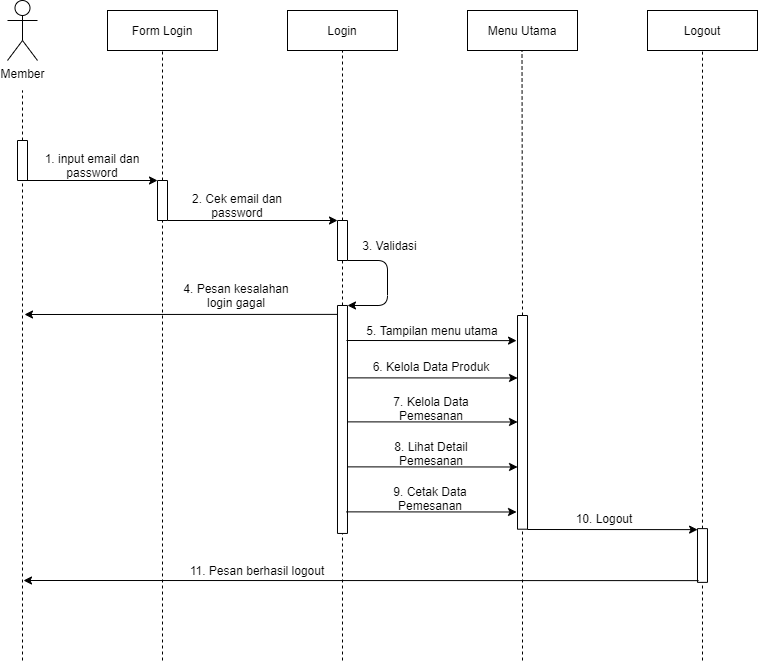 Form Login
Login
Menu Utama
Logout
Member
1. input email dan
password
2. Cek email dan
password
3. Validasi
4. Pesan kesalahan
login gagal
5. Tampilan menu utama
6. Kelola Data Produk
7. Kelola Data
Pemesanan
8. Lihat Detail
Pemesanan
9. Cetak Data
Pemesanan
10. Logout
11. Pesan berhasil logout